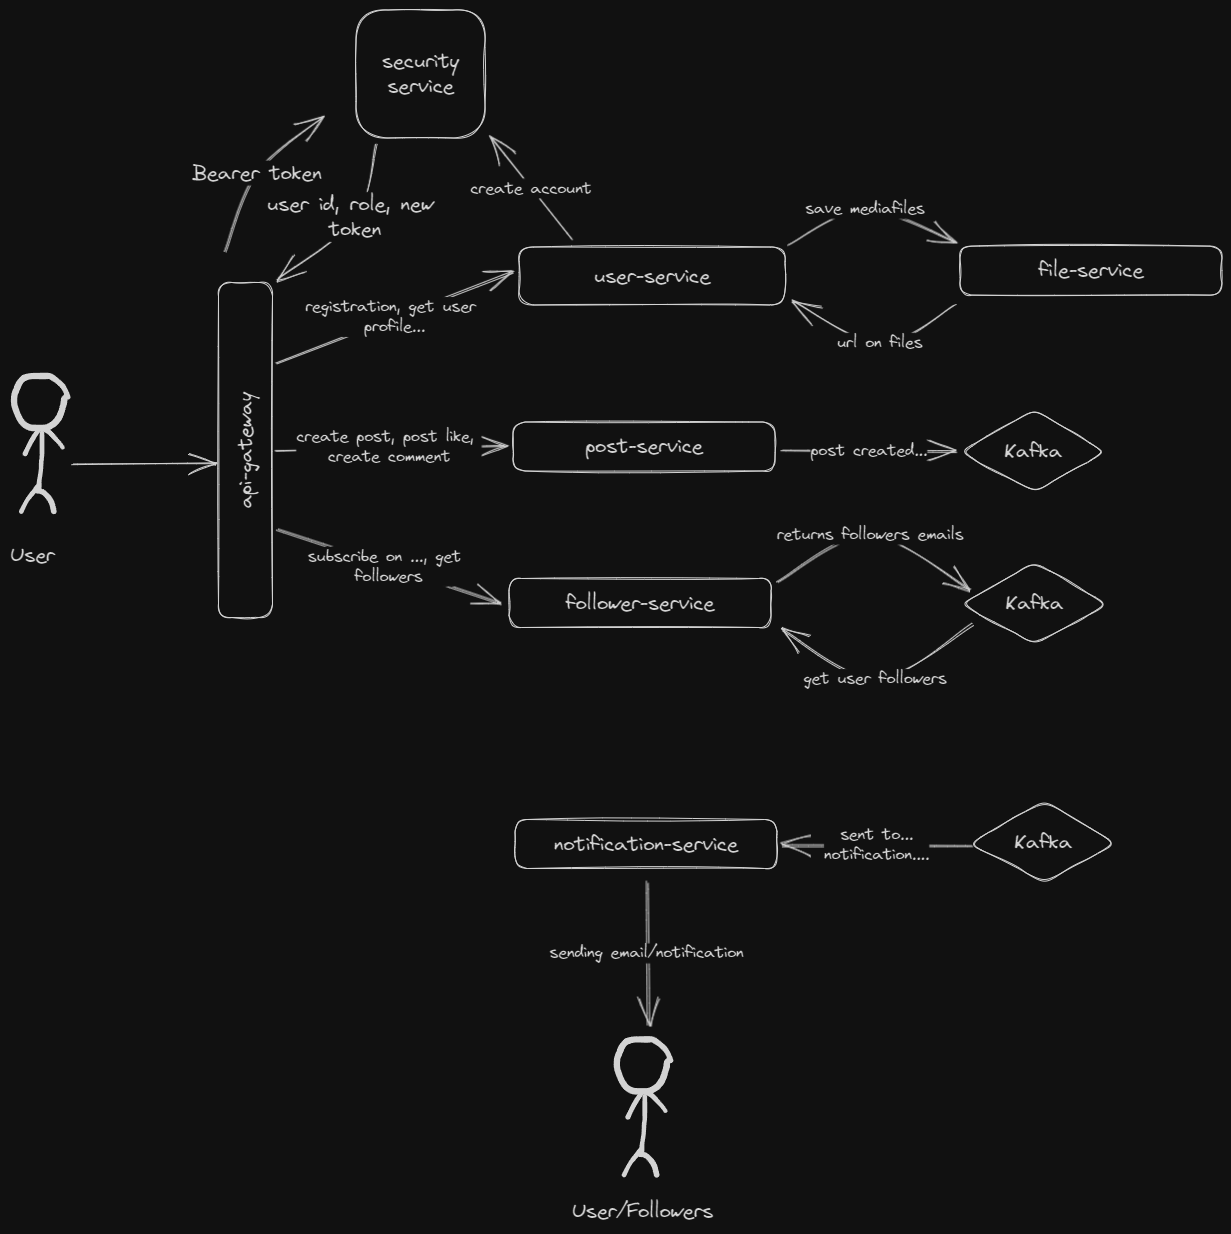 security
service
Bearer token
user id, role, new
token
create account
save mediafiles
user-service
file-service
registration, get user
profile...
url on files
api-gateway
create post, post like,
create comment
post-service
post created...
Kafka
User
returns followers emails
subscribe on ..., get
followers
follower-service
Kafka
get user followers
notification-service
sent to...
notification....
Kafka
sending email/notification
User/Followers